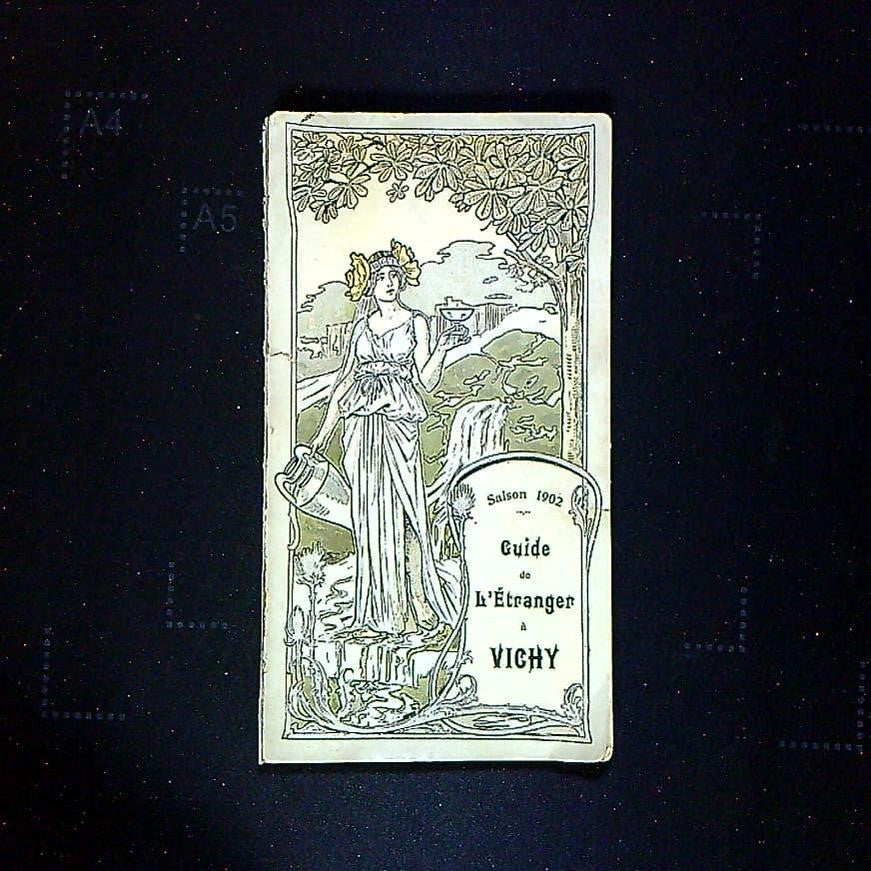 A4
A5
Saison 1902
Guide
de
L'Étranger
à
VICHY